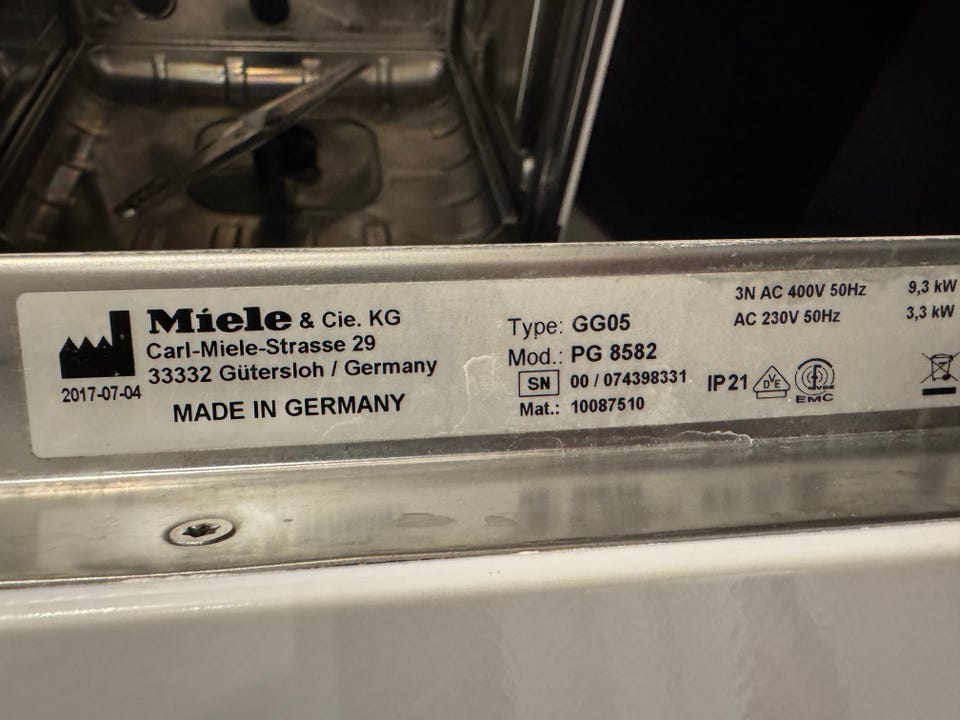 Miele & Cie. KG
Carl-Miele-Strasse 29
33332 Gütersloh / Germany
2017-07-04
MADE IN GERMANY
Type: GG05
Mod.: PG 8582
SN 00 / 074398331
Mat.: 10087510
3N AC 400V 50Hz 9,3 kW
AC 230V 50Hz 3,3 kW
IP21 DVE EMC